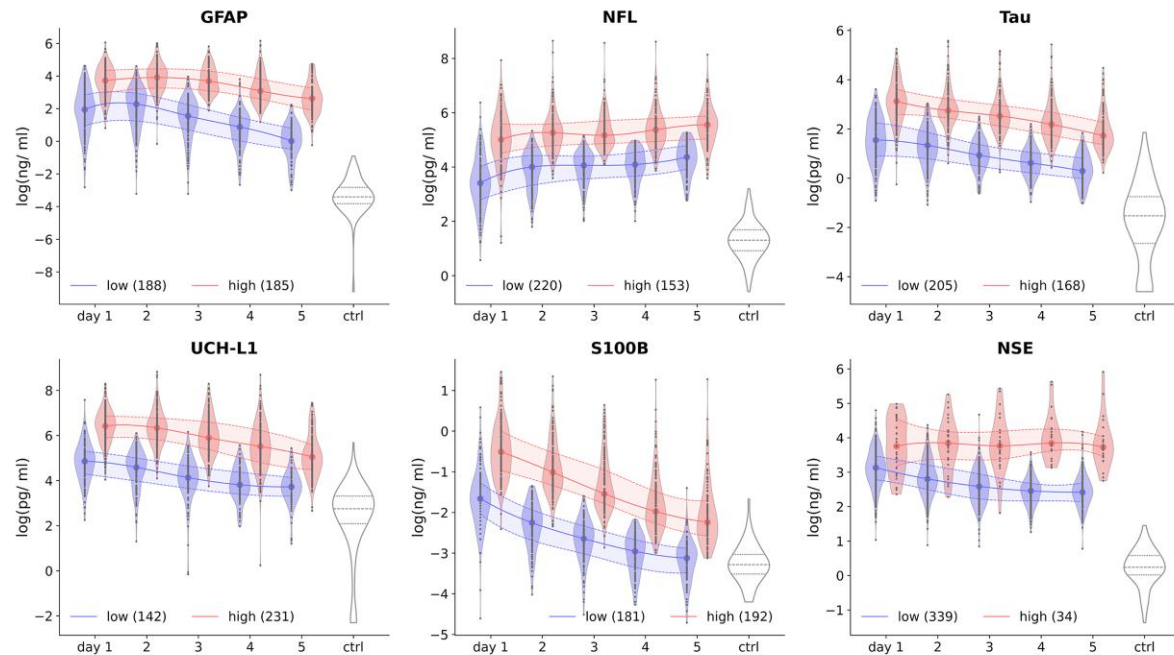 GFAP
log(ng/ ml)
6
4
2
0
−2
−4
−6
−8
low (188) high (185)
day 1 2 3 4 5 ctrl
NFL
log(pg/ ml)
8
6
4
2
0
low (220) high (153)
day 1 2 3 4 5 ctrl
Tau
log(pg/ ml)
6
4
2
0
−2
−4
low (205) high (168)
day 1 2 3 4 5 ctrl
UCH-L1
log(pg/ ml)
8
6
4
2
0
−2
low (142) high (231)
day 1 2 3 4 5 ctrl
S100B
log(ng/ ml)
1
0
−1
−2
−3
−4
−5
low (181) high (192)
day 1 2 3 4 5 ctrl
NSE
log(ng/ ml)
6
5
4
3
2
1
0
−1
low (339) high (34)
day 1 2 3 4 5 ctrl